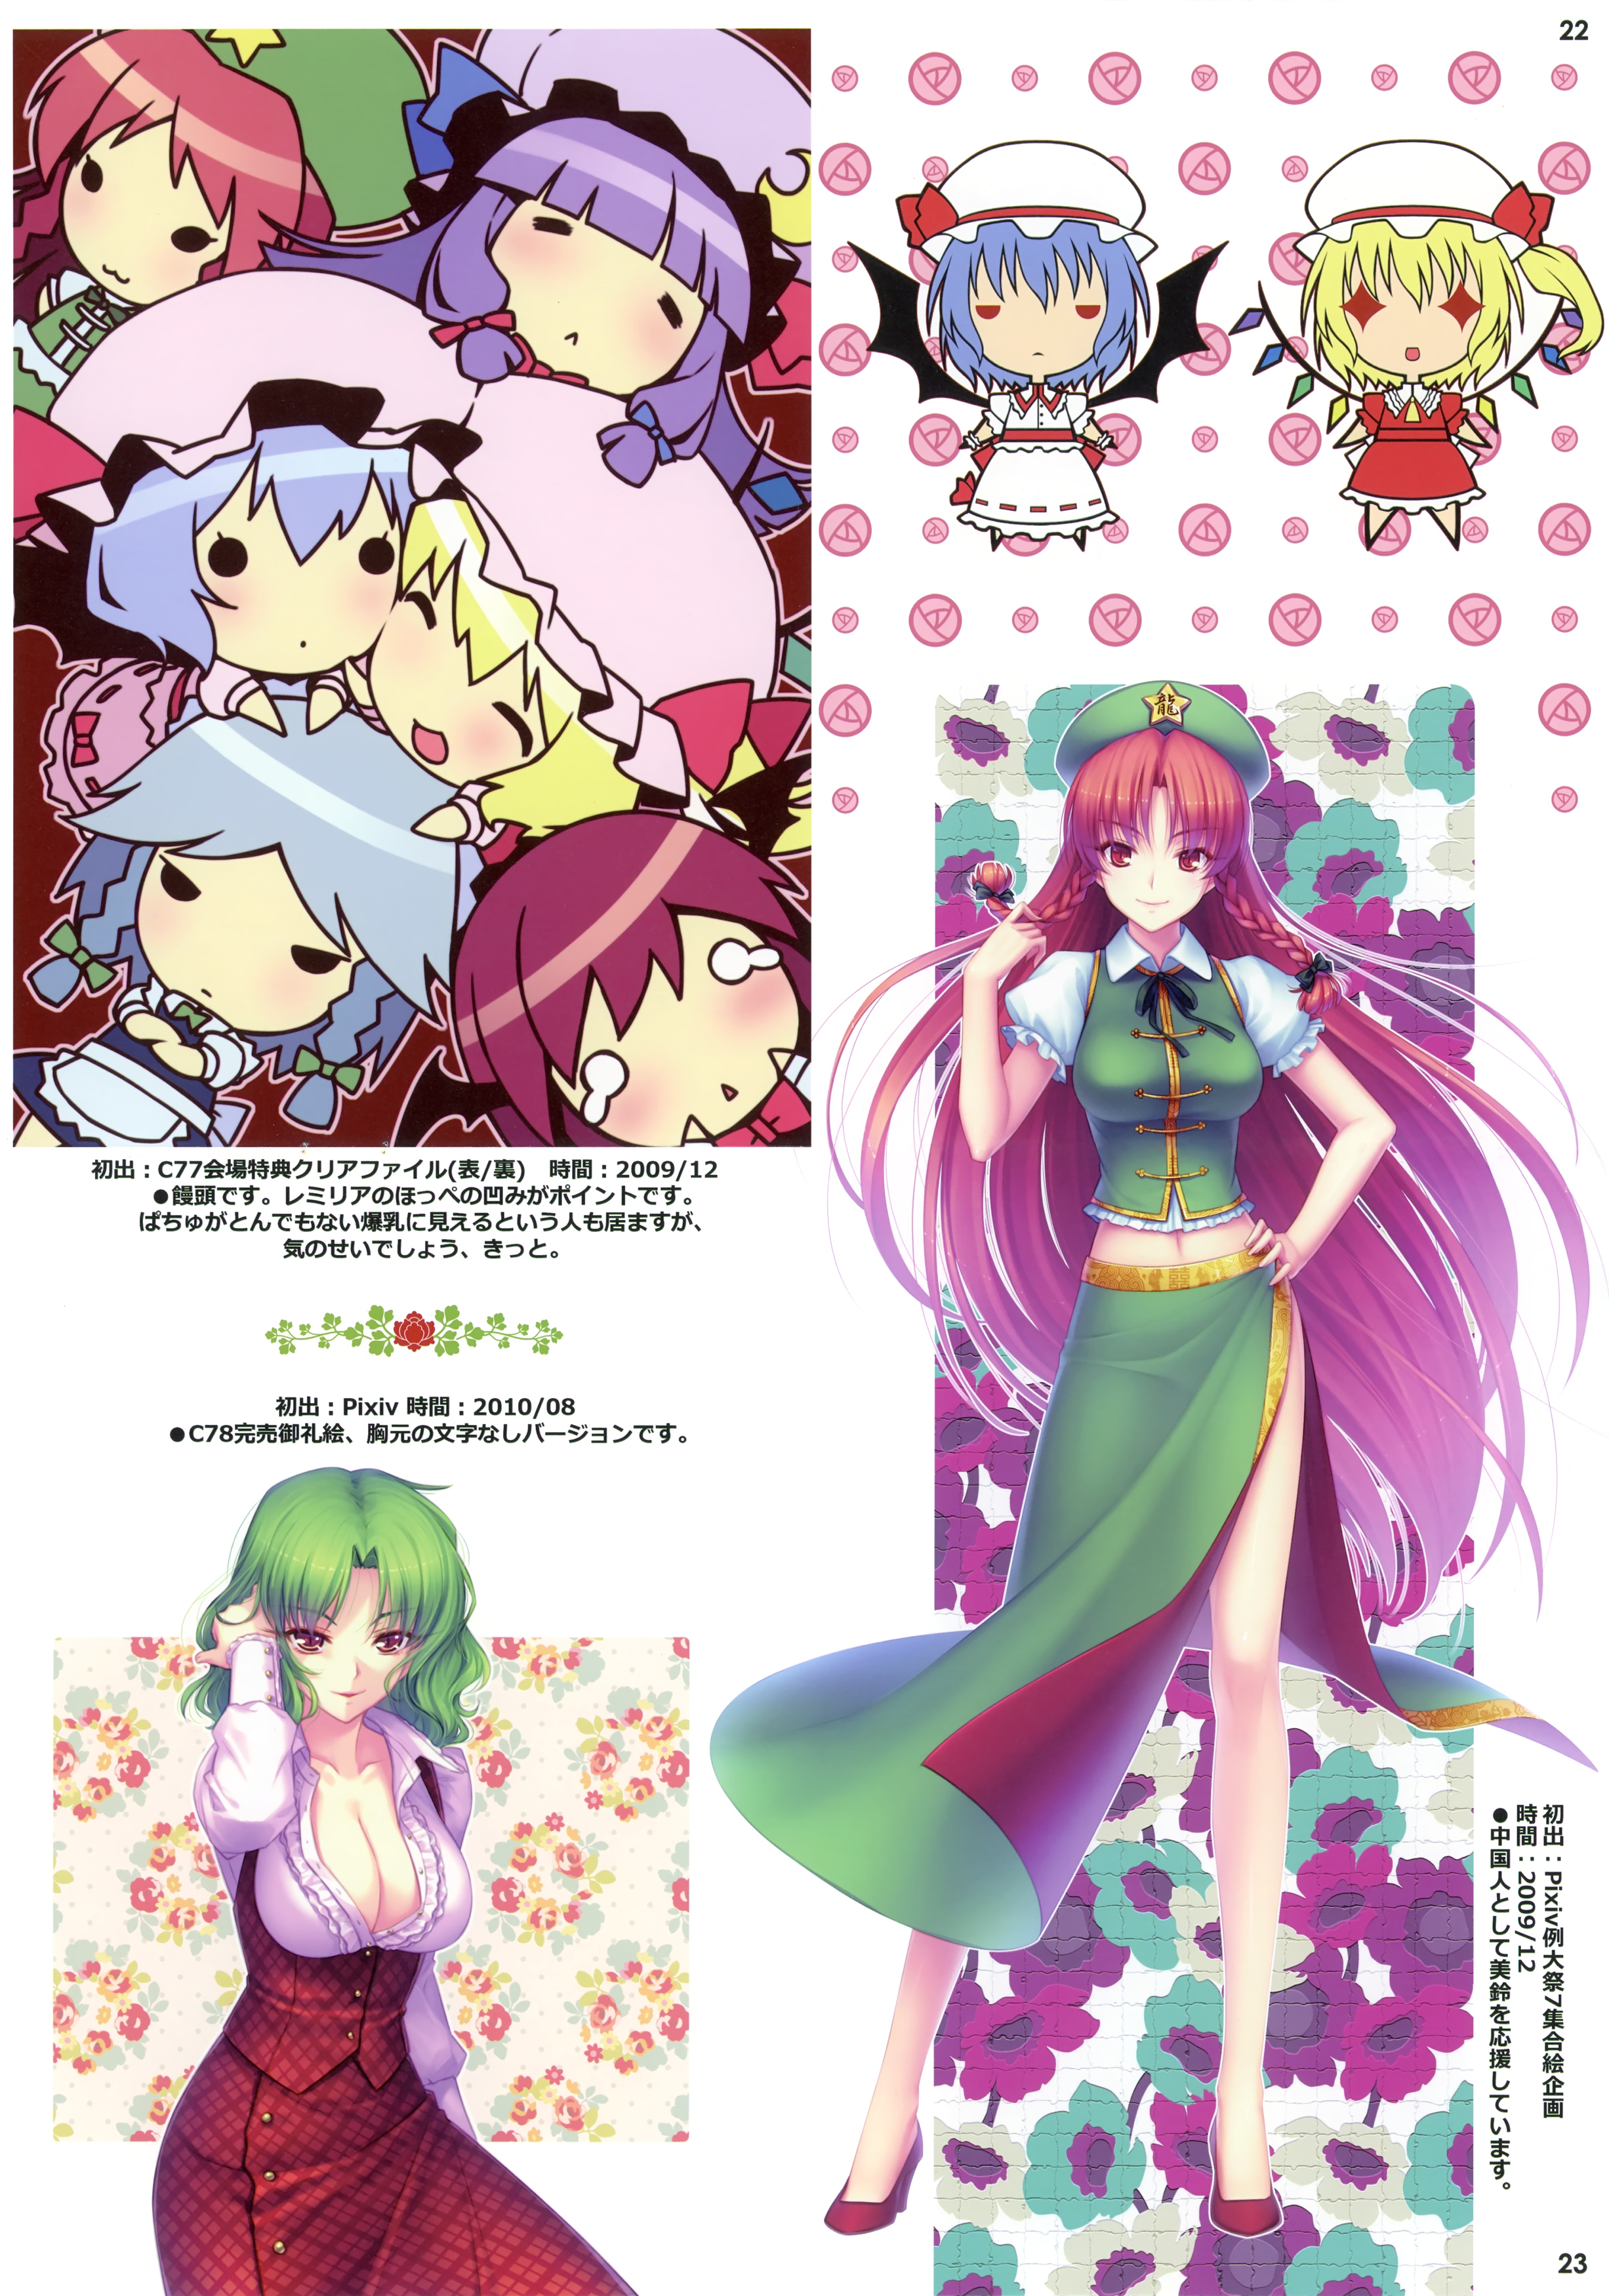 22
龍
初出：C77会場特典クリアファイル(表/裏)　時間：2009/12
●饅頭です。レミリアのほっぺの凹みがポイントです。
ぱちゅがとんでもない爆乳に見えるという人も居ますが、
気のせいでしょう、きっと。
初出：Pixiv 時間：2010/08
●C78完売御礼絵、胸元の文字なしバージョンです。
初出：Pixiv例大祭7集合絵企画
時間：2009/12
●中国人として美鈴を応援しています。
23